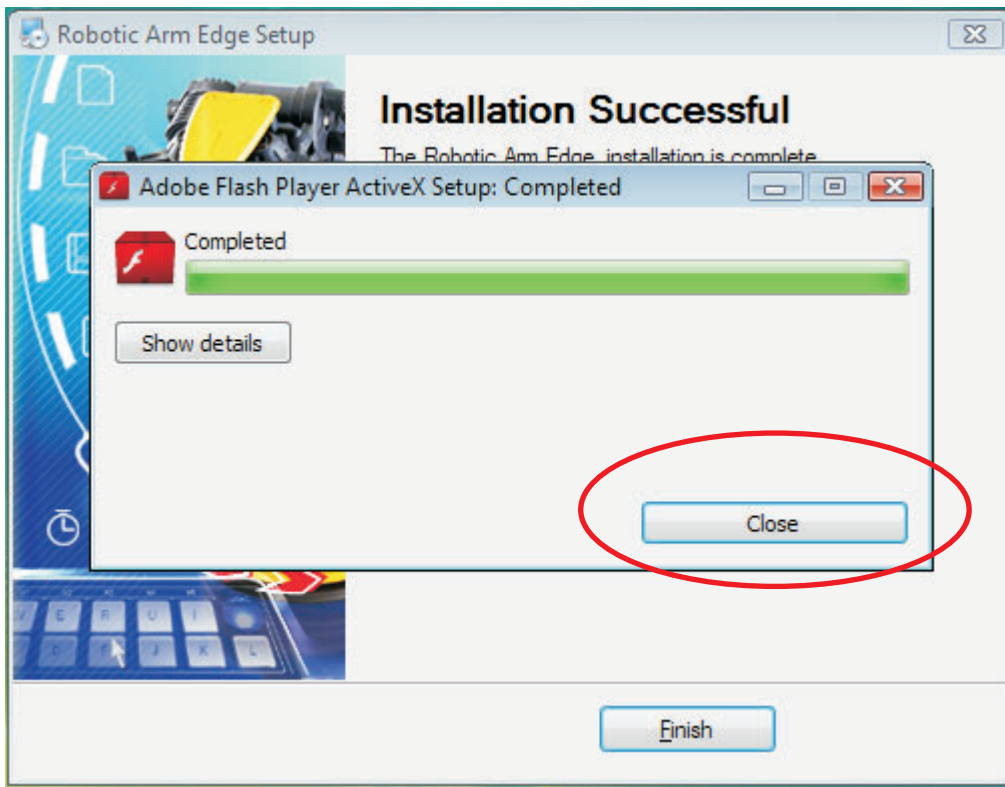 Robotic Arm Edge Setup
Installation Successful
The Robotic Arm Edge installation is complete
Adobe Flash Player ActiveX Setup: Completed
Completed
Show details
Close
E R U I
D F J K L
Finish